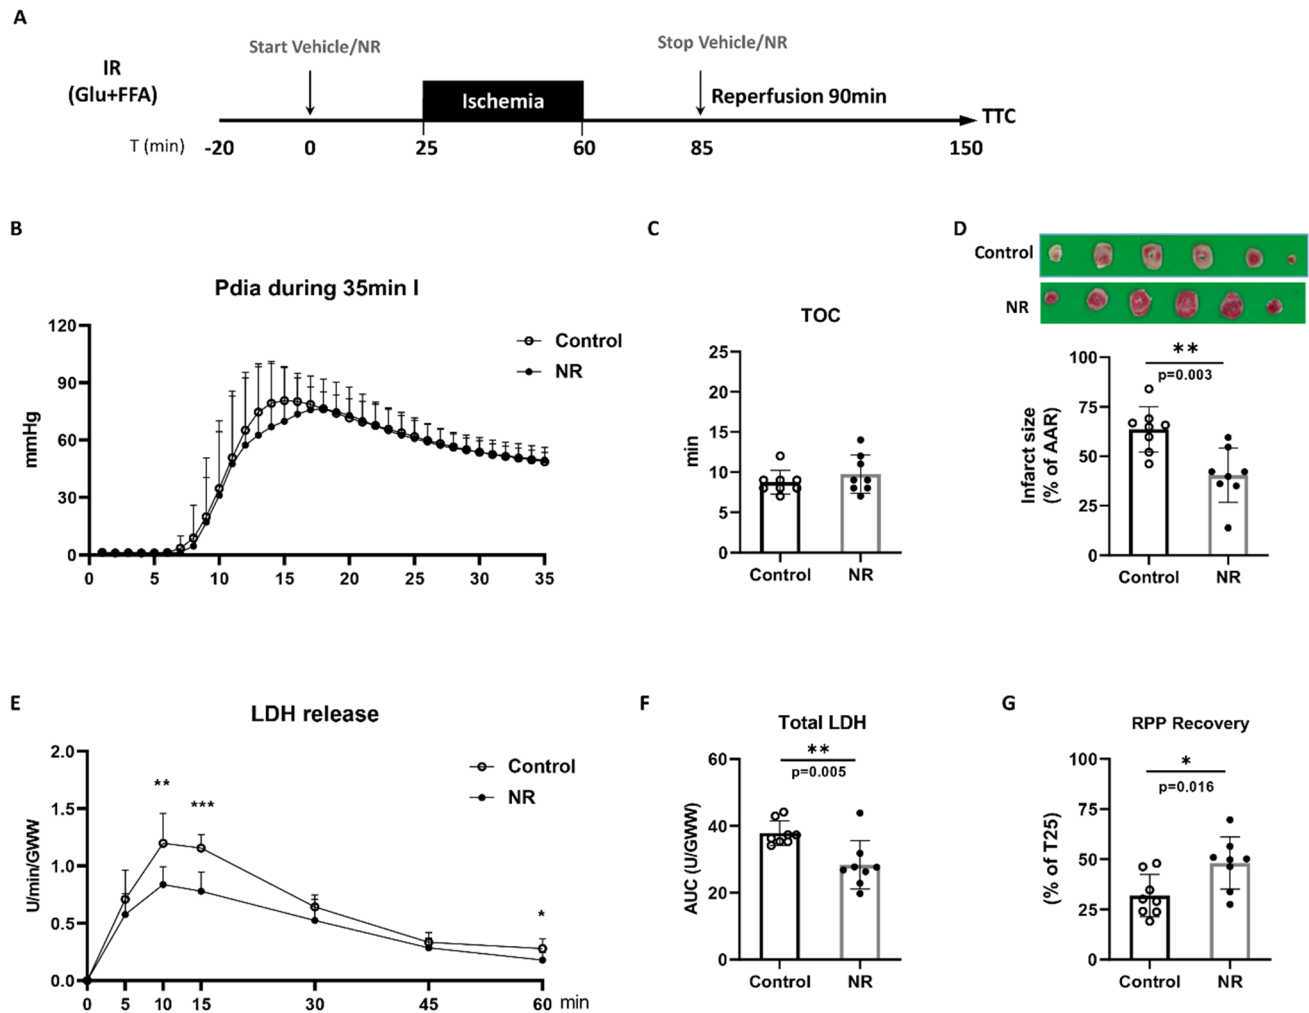 A
Start Vehicle/NR
Stop Vehicle/NR
IR
(Glu+FFA)
Ischemia
Reperfusion 90min
TTC
T (min)
-20
0
25
60
85
150
B
Pdia during 35min I
Control
NR
120
90
60
30
0
mmHg
0
5
10
15
20
25
30
35
C
TOC
25
20
15
10
5
0
min
Control
NR
D
Control
NR
**
p=0.003
100
75
50
25
0
Infarct size
(% of AAR)
Control
NR
E
LDH release
Control
NR
2.0
1.5
1.0
0.5
0.0
U/min/GWW
**
***
*
0
5
10
15
30
45
60
min
F
Total LDH
**
p=0.005
60
40
20
0
AUC (U/GWW)
Control
NR
G
RPP Recovery
*
p=0.016
100
75
50
25
0
(% of T25)
Control
NR